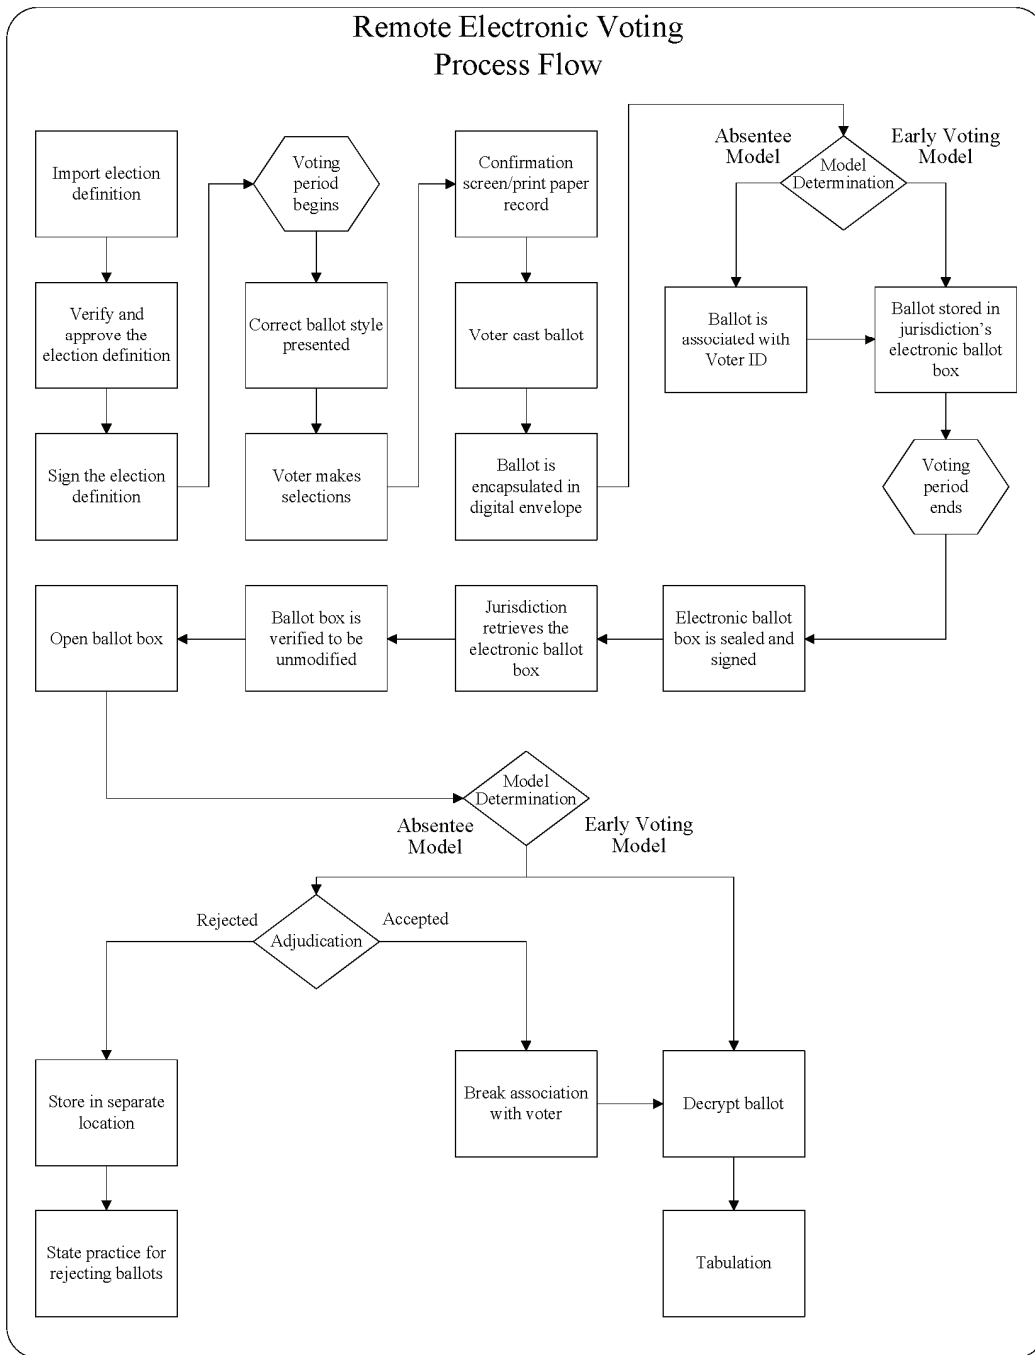 Remote Electronic Voting
Process Flow
Import election
definition
Verify and
approve the
election definition
Sign the election
definition
Voting
period
begins
Correct ballot style
presented
Voter makes
selections
Confirmation
screen/print paper
record
Voter cast ballot
Ballot is
encapsulated in
digital envelope
Absentee
Model
Early Voting
Model
Model
Determination
Ballot is
associated with
Voter ID
Ballot stored in
jurisdiction's
electronic ballot
box
Voting
period
ends
Electronic ballot
box is sealed and
signed
Jurisdiction
retrieves the
electronic ballot
box
Ballot box is
verified to be
unmodified
Open ballot box
Model
Determination
Absentee
Model
Early Voting
Model
Rejected
Adjudication
Accepted
Store in separate
location
State practice for
rejecting ballots
Break association
with voter
Decrypt ballot
Tabulation